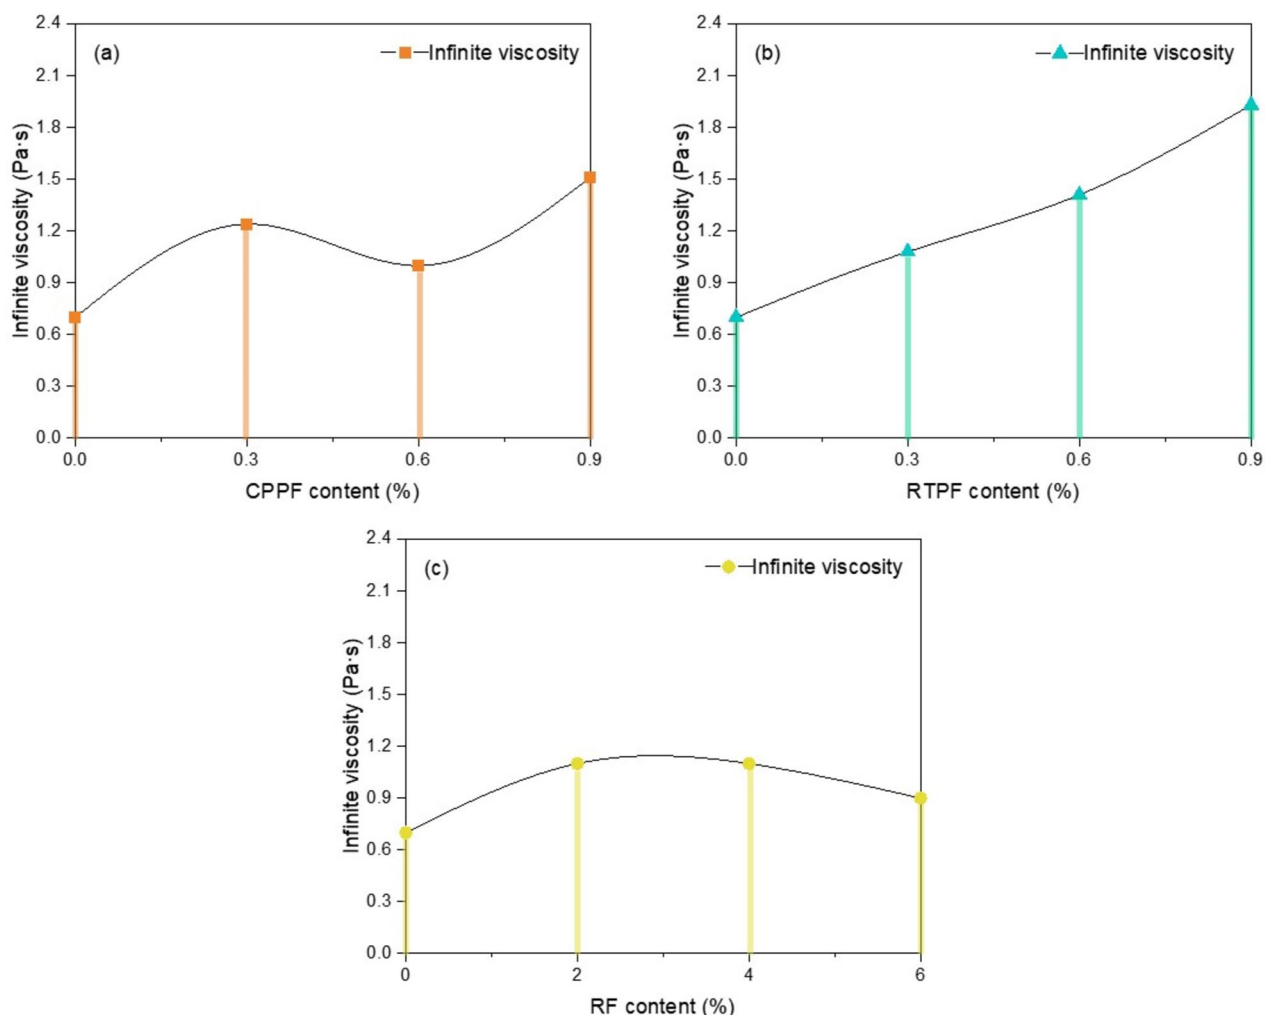 (a)
Infinite viscosity
2.4
2.1
1.8
1.5
1.2
0.9
0.6
0.3
0.0
Infinite viscosity (Pa·s)
0.0 0.3 0.6 0.9
CPPF content (%)
(b)
Infinite viscosity
2.4
2.1
1.8
1.5
1.2
0.9
0.6
0.3
0.0
Infinite viscosity (Pa·s)
0.0 0.3 0.6 0.9
RTPF content (%)
(c)
Infinite viscosity
2.4
2.1
1.8
1.5
1.2
0.9
0.6
0.3
0.0
Infinite viscosity (Pa·s)
0 2 4 6
RF content (%)